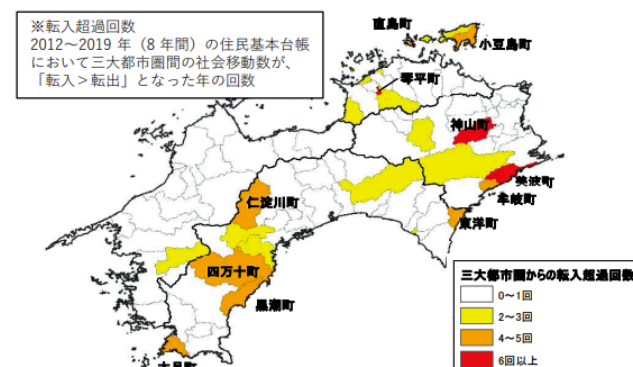 ※転入超過回数
2012～2019 年（8 年間）の住民基本台帳
において三大都市圏間の社会移動数が、
「転入＞転出」となった年の回数
直島町
小豆島町
琴平町
神山町
美波町
牟岐町
東洋町
仁淀川町
四万十町
黒潮町
三大都市圏からの転入超過回数
0～1回
2～3回
4～5回
6回以上